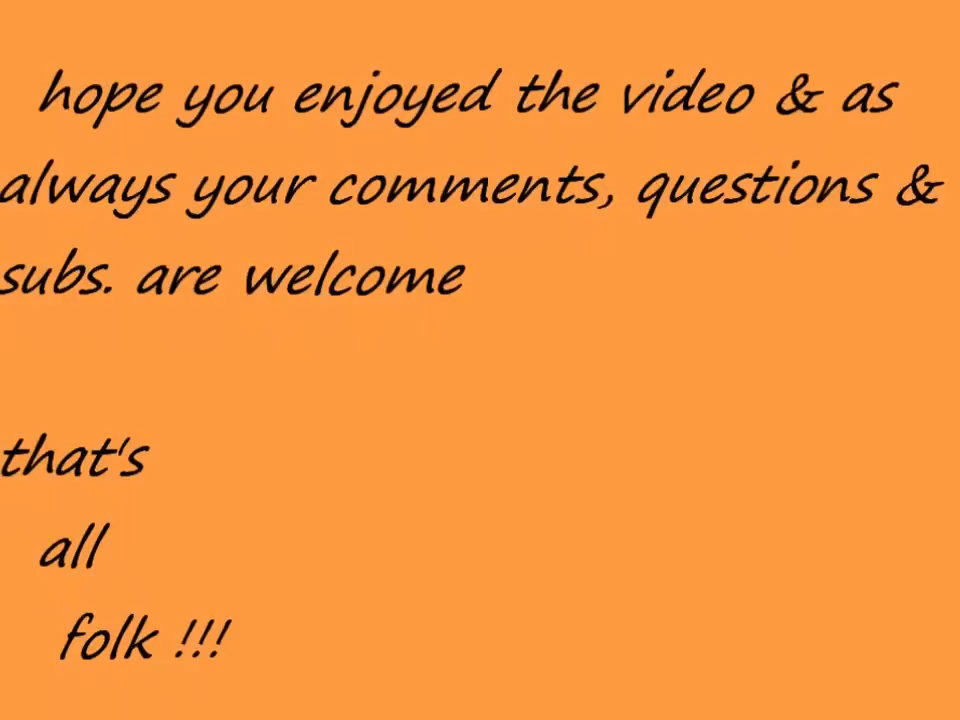 hope you enjoyed the video & as
always your comments, questions &
subs. are welcome
that's
all
folk !!!